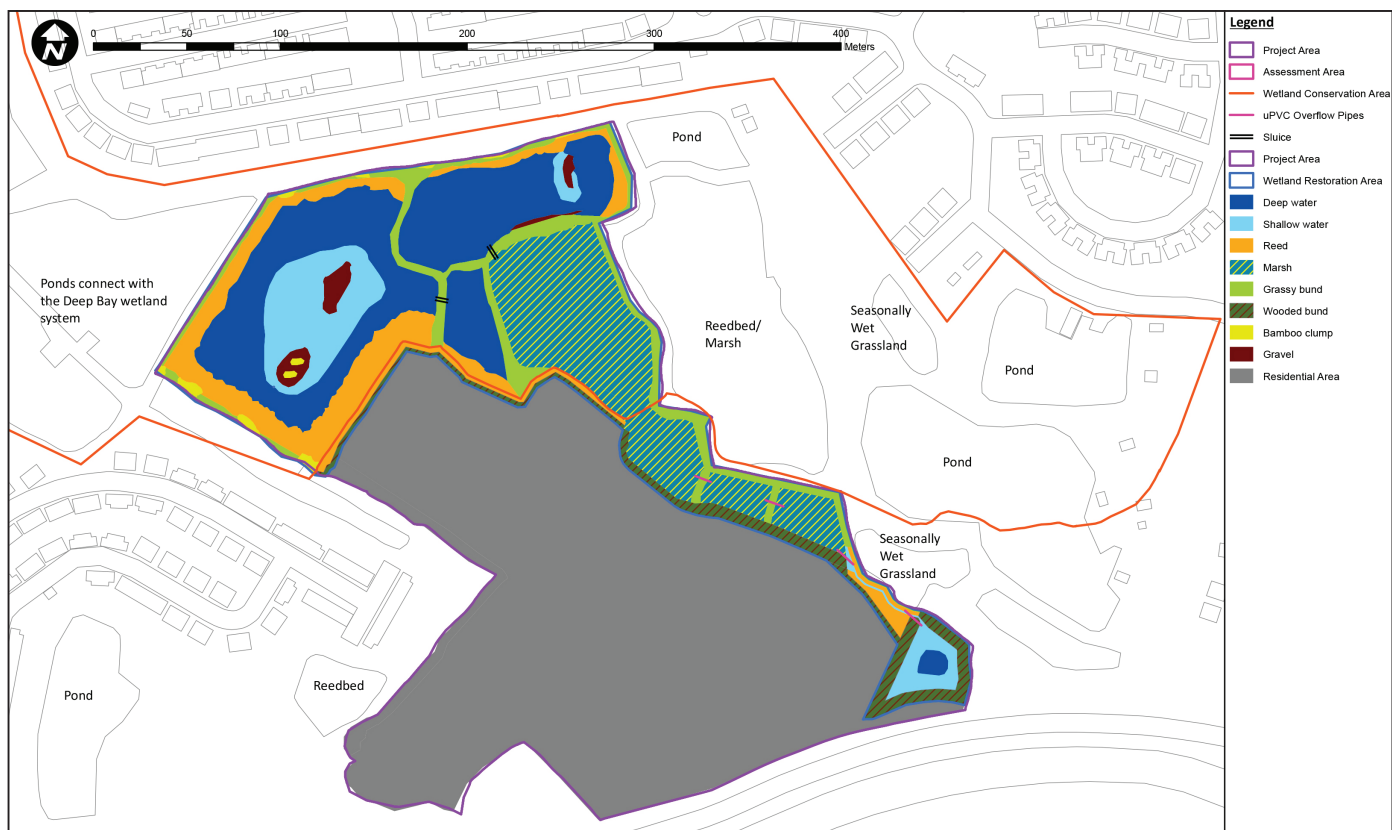 N
0 50 100 200 300 400
Meters
Pond
Ponds connect with
the Deep Bay wetland
system
Reedbed/
Marsh
Seasonally
Wet
Grassland
Pond
Pond
Seasonally
Wet
Grassland
Reedbed
Pond
Legend
Project Area
Assessment Area
Wetland Conservation Area
uPVC Overflow Pipes
Sluice
Project Area
Wetland Restoration Area
Deep water
Shallow water
Reed
Marsh
Grassy bund
Wooded bund
Bamboo clump
Gravel
Residential Area